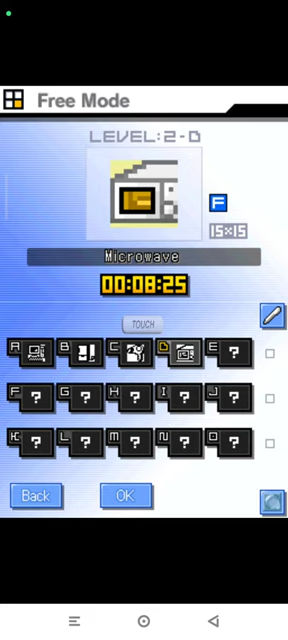 Free Mode
LEVEL:2-D
F
15×15
Microwave
00:08:25
TOUCH
A B C D E ?
F ? G ? H ? I ? J ?
K ? L ? M ? N ? O ?
Back OK